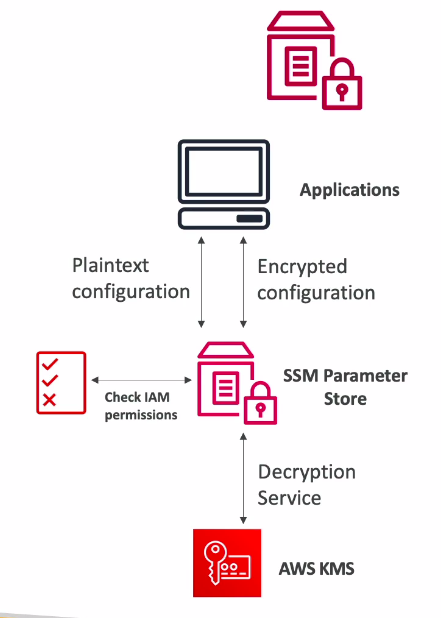 Applications
Plaintext
configuration
Encrypted
configuration
SSM Parameter
Store
Check IAM
permissions
Decryption
Service
AWS KMS